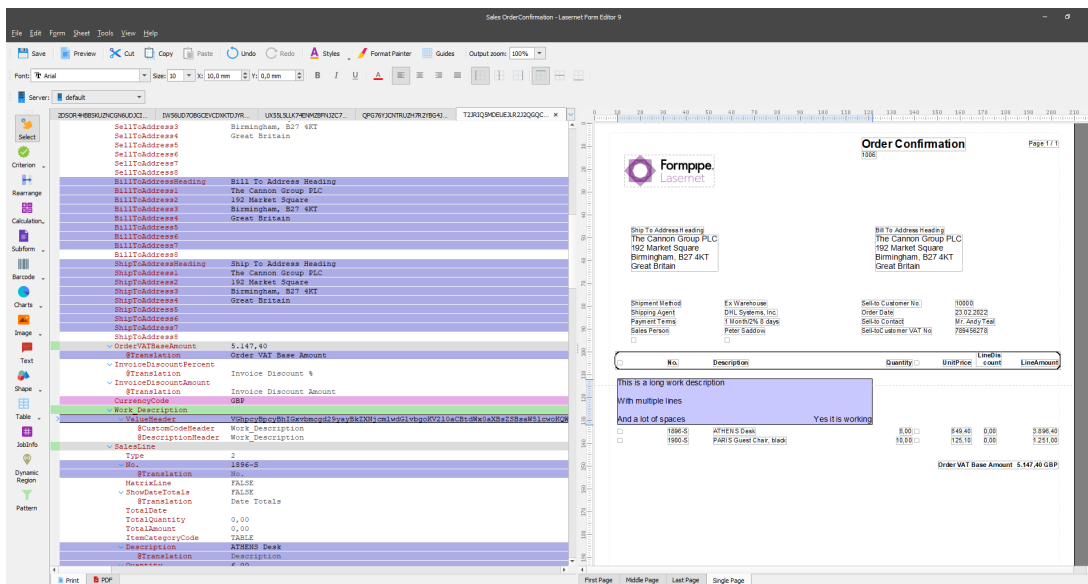 Sales OrderConfirmation - Lasernet Form Editor 9
File Edit Form Sheet Tools View Help
Save Preview Cut Copy Paste Undo Redo Styles Format Painter Guides Output zoom: 100%
Font: Arial Size: 10 X: 10,0 mm Y: 0,0 mm B I U A
Server: default
Select
Criterion
Rearrange
Calculation
Subform
Barcode
Charts
Image
Text
Shape
Table
JobInfo
Dynamic
Region
Pattern
SellToAddress3 Birmingham, B27 4KT
SellToAddress4 Great Britain
SellToAddress5
SellToAddress6
SellToAddress7
SellToAddress8
BillToAddressHeading Bill To Address Heading
BillToAddress1 The Cannon Group PLC
BillToAddress2 192 Market Square
BillToAddress3 Birmingham, B27 4KT
BillToAddress4 Great Britain
BillToAddress5
BillToAddress6
BillToAddress7
BillToAddress8
ShipToAddressHeading Ship To Address Heading
ShipToAddress1 The Cannon Group PLC
ShipToAddress2 192 Market Square
ShipToAddress3 Birmingham, B27 4KT
ShipToAddress4 Great Britain
ShipToAddress5
ShipToAddress6
ShipToAddress7
ShipToAddress8
OrderVATBaseAmount 5.147,40
@Translation Order VAT Base Amount
InvoiceDiscountPercent
@Translation Invoice Discount %
InvoiceDiscountAmount
@Translation Invoice Discount Amount
CurrencyCode GBP
Work_Description
ValueHeader
@CustomCodeHeader Work_Description
@DescriptionHeader Work_Description
SalesLine
Type 2
No. 1896-S
@Translation No.
MatrixLine FALSE
ShowDateTotals FALSE
@Translation Date Totals
TotalDate
TotalQuantity 0,00
TotalAmount 0,00
ItemCategoryCode TABLE
Description ATHENS Desk
@Translation Description
Quantity 6,00
Print PDF
Order Confirmation Page 1 / 1
1006
Formpipe.
Lasernet
Ship To Address Heading
The Cannon Group PLC
192 Market Square
Birmingham, B27 4KT
Great Britain
Bill To Address Heading
The Cannon Group PLC
192 Market Square
Birmingham, B27 4KT
Great Britain
Shipment Method Ex Warehouse Sell-to Customer No. 10000
Shipping Agent DHL Systems, Inc. Order Date 23.02.2022
Payment Terms 1 Month/2% 8 days Sell-to Contact Mr. Andy Teal
Sales Person Peter Saddow Sell-toCustomer VAT No 789456278
No. Description Quantity UnitPrice LineDis count LineAmount
This is a long work description
With multiple lines
And a lot of spaces Yes it is working
1896-S ATHENS Desk 649,40 0,00 3.896,40
1900-S PARIS Guest Chair, black 10,00 125,10 0,00 1.251,00
Order VAT Base Amount 5.147,40 GBP
First Page Middle Page Last Page Single Page